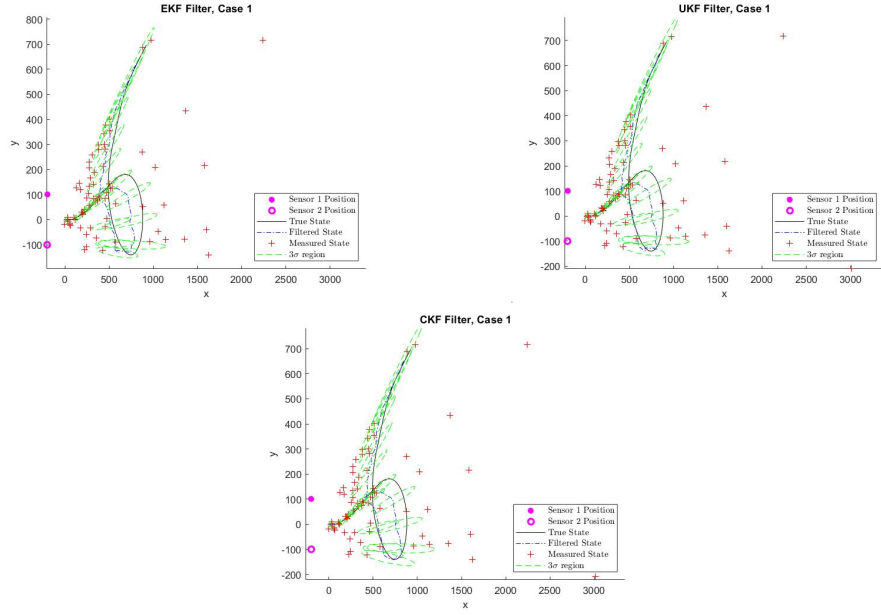 EKF Filter, Case 1
800
700
600
500
400
300
200
100
0
-100
y
0 500 1000 1500 2000 2500 3000
x
Sensor 1 Position
Sensor 2 Position
True State
Filtered State
Measured State
3σ region
UKF Filter, Case 1
700
600
500
400
300
200
100
0
-100
-200
y
0 500 1000 1500 2000 2500 3000
x
Sensor 1 Position
Sensor 2 Position
True State
Filtered State
Measured State
3σ region
CKF Filter, Case 1
700
600
500
400
300
200
100
0
-100
-200
y
0 500 1000 1500 2000 2500 3000
x
Sensor 1 Position
Sensor 2 Position
True State
Filtered State
Measured State
3σ region